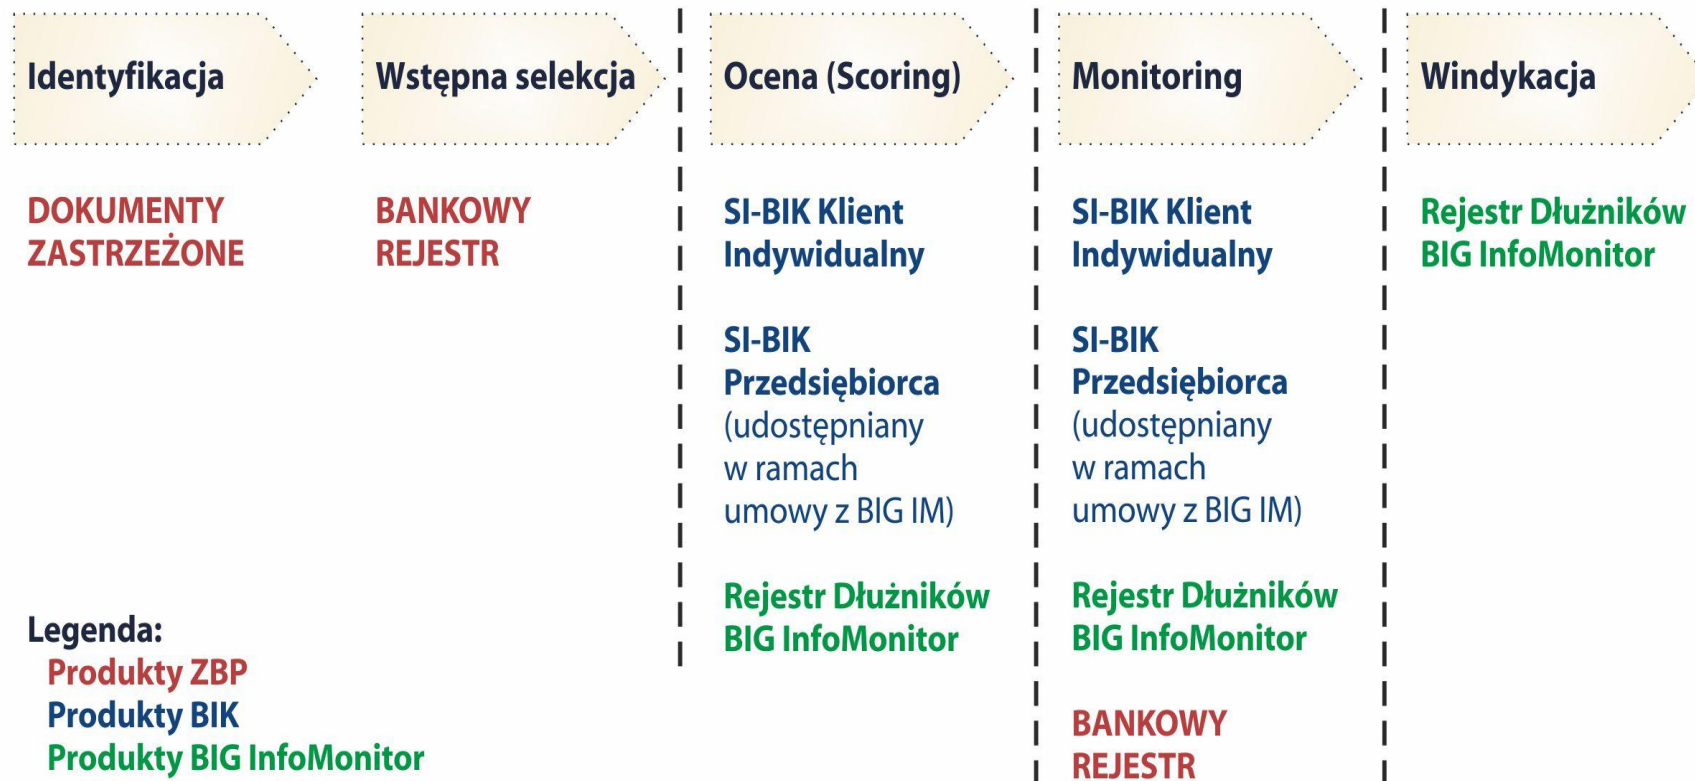 Identyfikacja
Wstępna selekcja
Ocena (Scoring)
Monitoring
Windykacja
DOKUMENTY
ZASTRZEŻONE
BANKOWY
REJESTR
SI-BIK Klient
Indywidualny
SI-BIK
Przedsiębiorca
(udostępniany
w ramach
umowy z BIG IM)
Rejestr Dłużników
BIG InfoMonitor
SI-BIK Klient
Indywidualny
SI-BIK
Przedsiębiorca
(udostępniany
w ramach
umowy z BIG IM)
Rejestr Dłużników
BIG InfoMonitor
BANKOWY
REJESTR
Rejestr Dłużników
BIG InfoMonitor
Legenda:
Produkty ZBP
Produkty BIK
Produkty BIG InfoMonitor